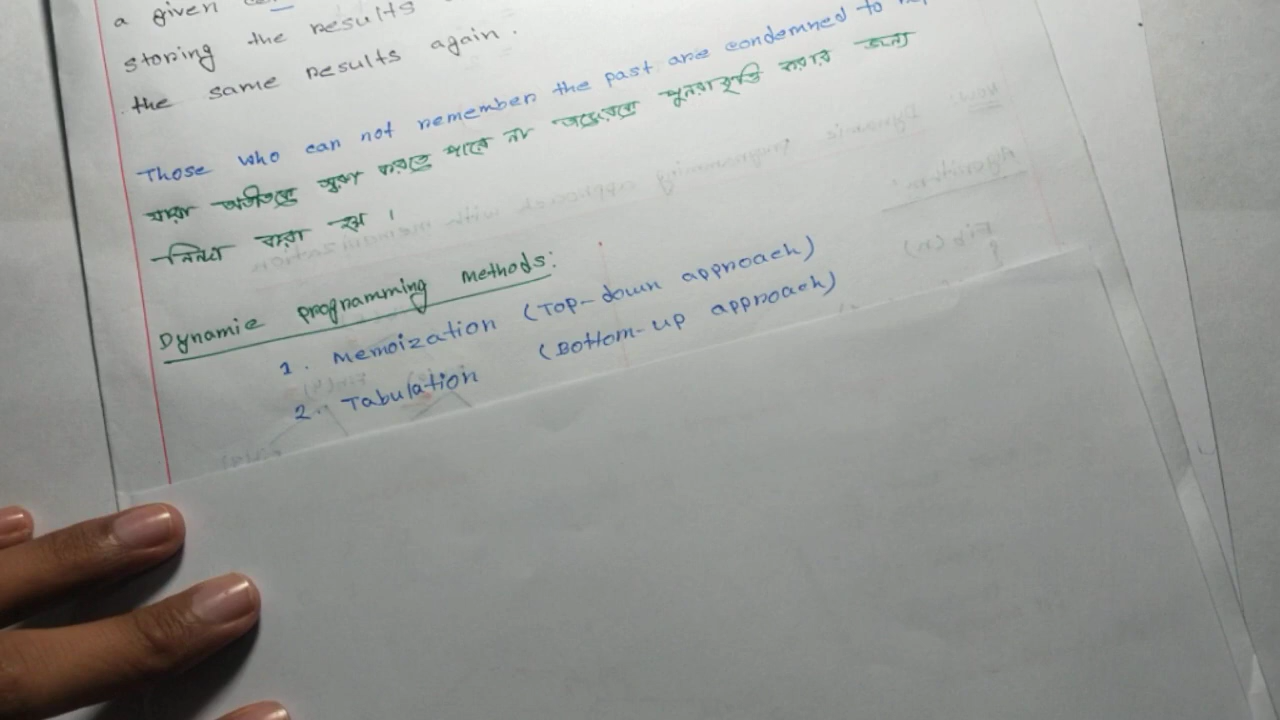 a given
storing the results
the same results again.
Those who can not remember the past are condemned to
যারা অতীতকে স্মরণ করতে পারে না তাদেরকে পুনরাবৃত্তি করার জন্য
নিন্দা করা হয় ।
Dynamic programming Methods:
1. Memoization (Top-down approach)
2. Tabulation (Bottom-up approach)